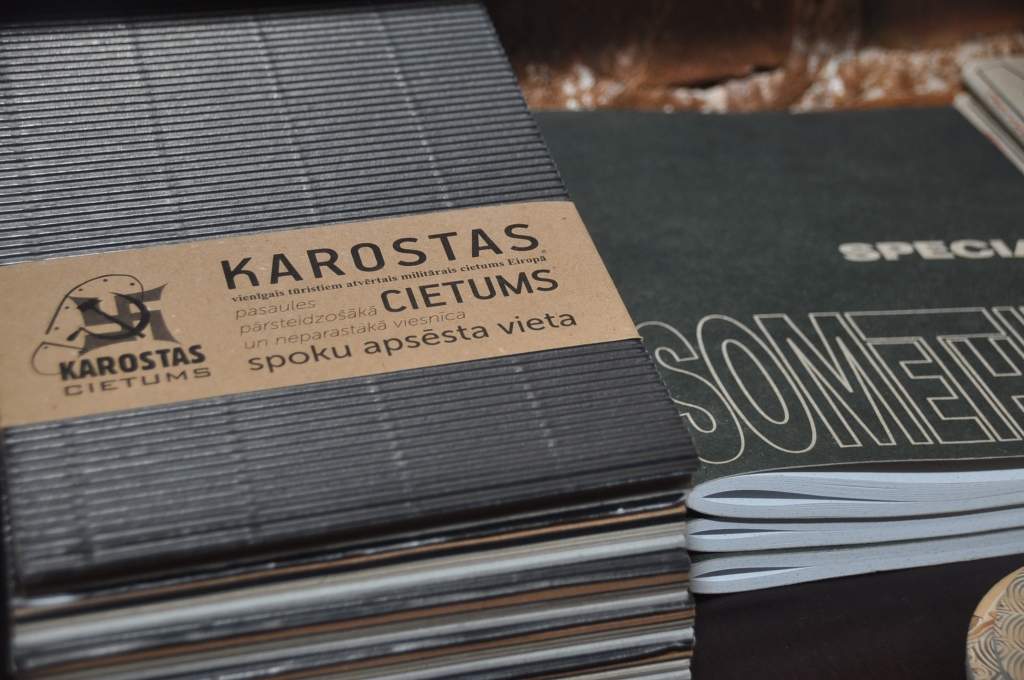 KAROSTAS
vienīgais tūristiem atvērtais militārais cietums Eiropā
pasaules
pārsteidzošākā
CIETUMS
un neparastakā viesnīca
spoku apsēsta vieta
KAROSTAS
CIETUMS
SPECIA
SOMETH